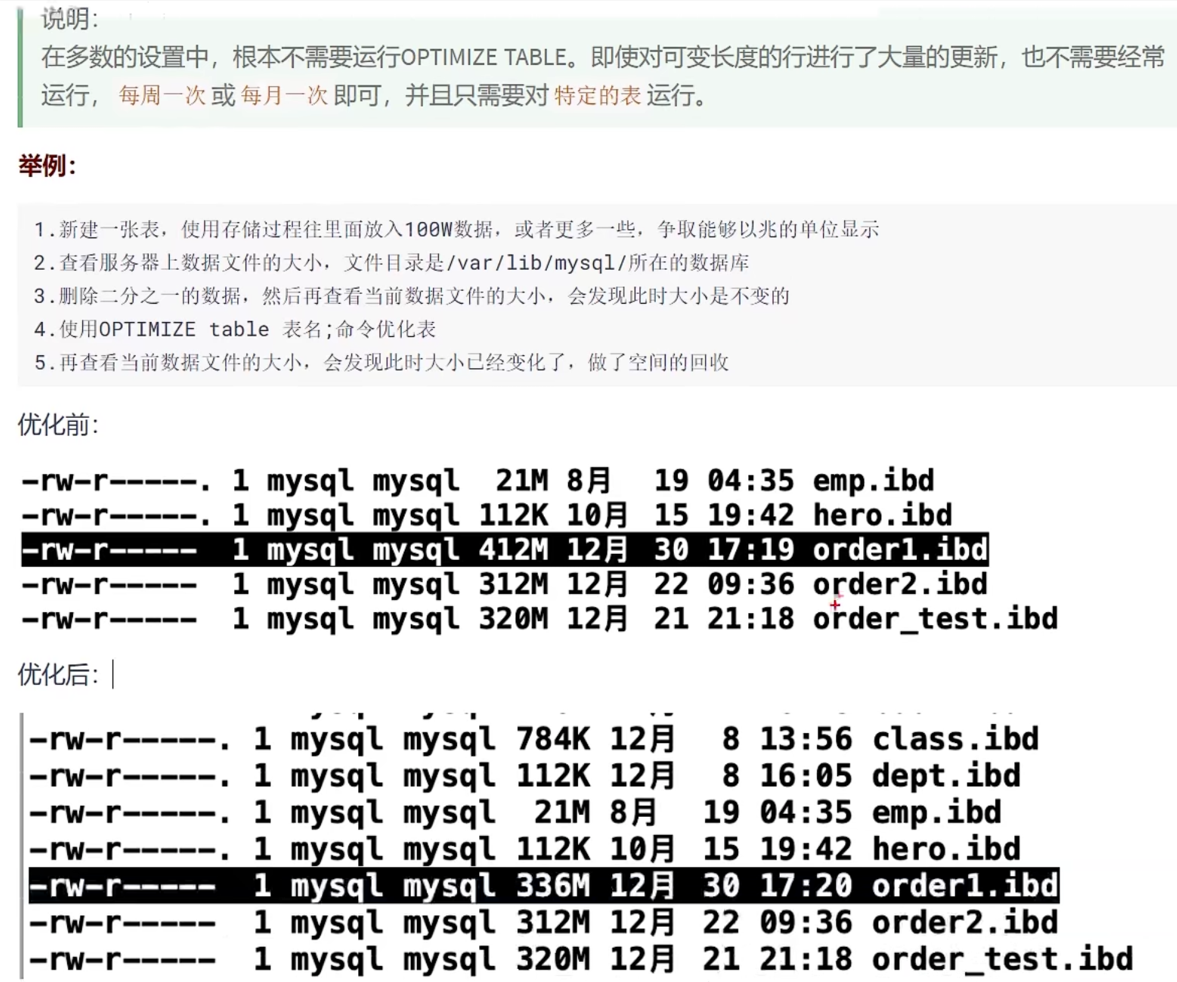 说明：
在多数的设置中，根本不需要运行OPTIMIZE TABLE。即使对可变长度的行进行了大量的更新，也不需要经常
运行， 每周一次 或 每月一次 即可，并且只需要对 特定的表 运行。
举例：
1.新建一张表，使用存储过程往里面放入100W数据，或者更多一些，争取能够以兆的单位显示
2.查看服务器上数据文件的大小，文件目录是/var/lib/mysql/所在的数据库
3.删除二分之一的数据，然后再查看当前数据文件的大小，会发现此时大小是不变的
4.使用OPTIMIZE table 表名;命令优化表
5.再查看当前数据文件的大小，会发现此时大小已经变化了，做了空间的回收
优化前：
-rw-r-----. 1 mysql mysql  21M 8月  19 04:35 emp.ibd
-rw-r-----. 1 mysql mysql 112K 10月 15 19:42 hero.ibd
-rw-r----- 1 mysql mysql 412M 12月 30 17:19 order1.ibd
-rw-r----- 1 mysql mysql 312M 12月 22 09:36 order2.ibd
-rw-r----- 1 mysql mysql 320M 12月 21 21:18 order_test.ibd
优化后：
-rw-r-----. 1 mysql mysql 784K 12月  8 13:56 class.ibd
-rw-r-----. 1 mysql mysql 112K 12月  8 16:05 dept.ibd
-rw-r-----. 1 mysql mysql  21M 8月  19 04:35 emp.ibd
-rw-r-----. 1 mysql mysql 112K 10月 15 19:42 hero.ibd
-rw-r----- 1 mysql mysql 336M 12月 30 17:20 order1.ibd
-rw-r----- 1 mysql mysql 312M 12月 22 09:36 order2.ibd
-rw-r----- 1 mysql mysql 320M 12月 21 21:18 order_test.ibd